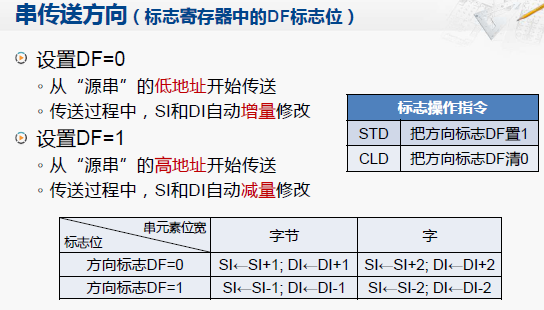 串传送方向（标志寄存器中的DF标志位）
设置DF=0
从“源串”的低地址开始传送
传送过程中，SI和DI自动增量修改
设置DF=1
从“源串”的高地址开始传送
传送过程中，SI和DI自动减量修改
标志操作指令
STD 把方向标志DF置1
CLD 把方向标志DF清0
串元素位宽
标志位
字节 字
方向标志DF=0 SI←SI+1; DI←DI+1 SI←SI+2; DI←DI+2
方向标志DF=1 SI←SI-1; DI←DI-1 SI←SI-2; DI←DI-2